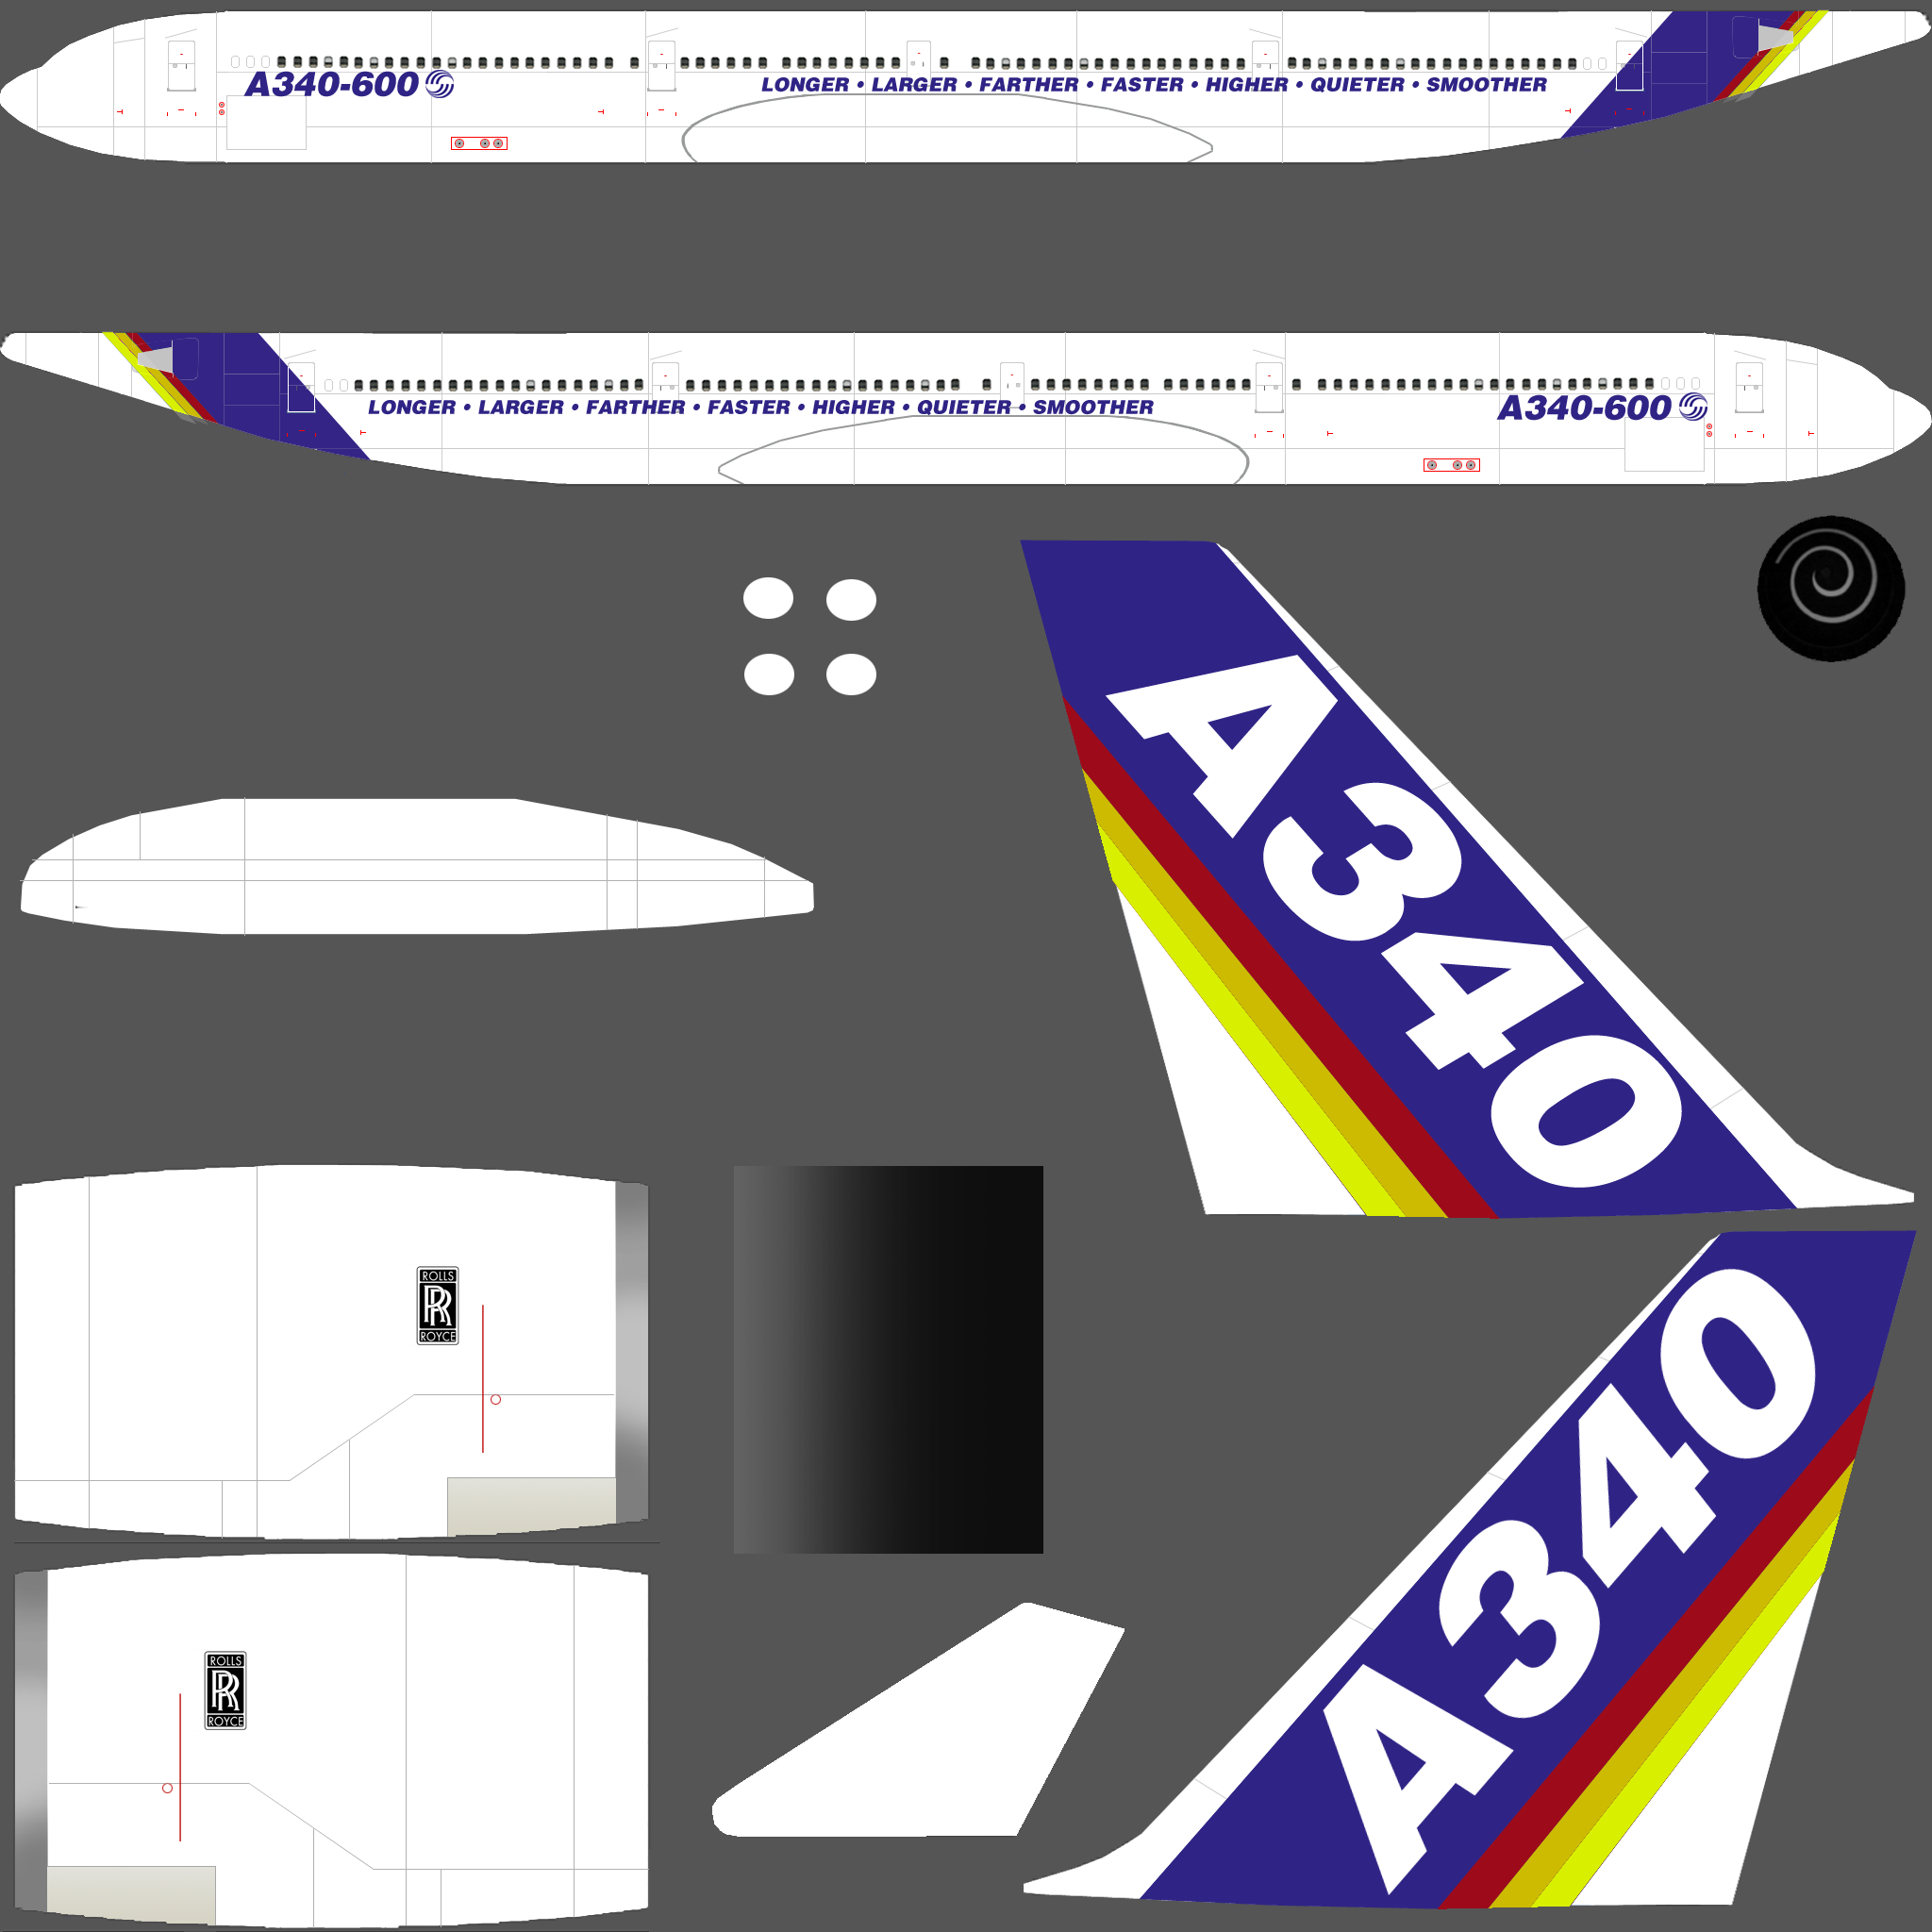 A340-600
LONGER • LARGER • FARTHER • FASTER • HIGHER • QUIETER • SMOOTHER
LONGER • LARGER • FARTHER • FASTER • HIGHER • QUIETER • SMOOTHER
A340-600
A340
ROLLS
RR
ROYCE
A340
ROLLS
RR
ROYCE